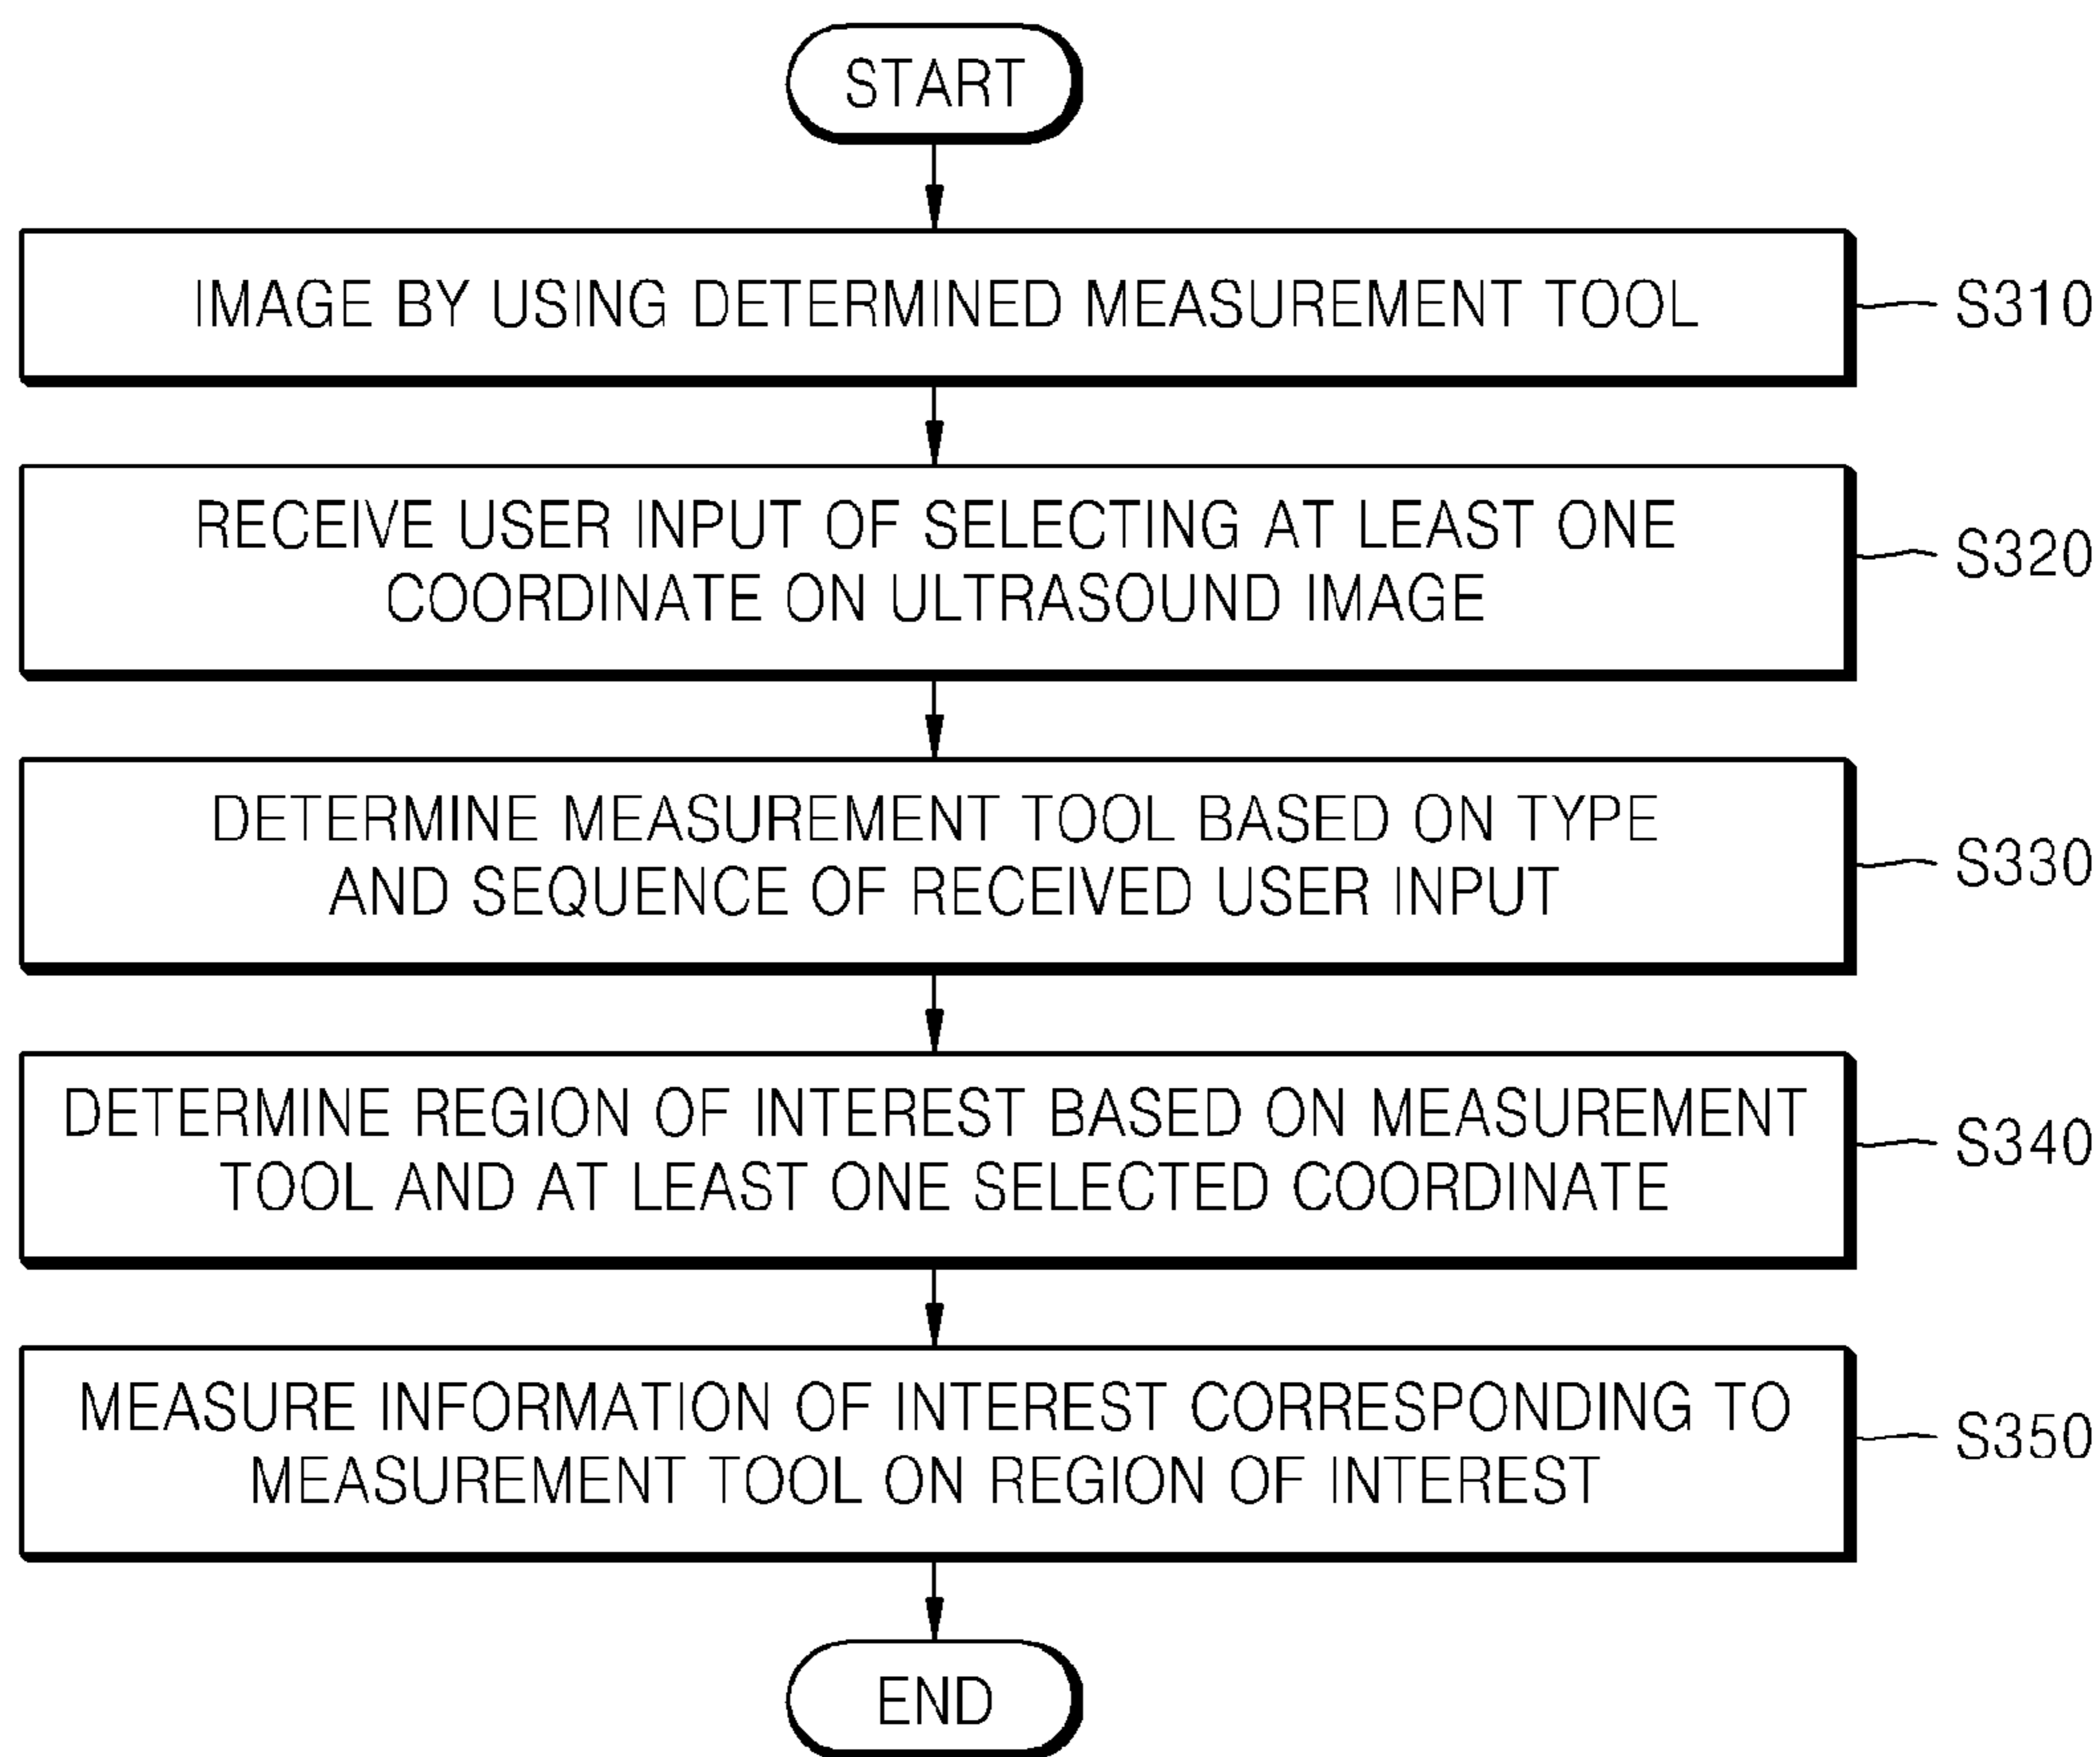 START
IMAGE BY USING DETERMINED MEASUREMENT TOOL
S310
RECEIVE USER INPUT OF SELECTING AT LEAST ONE
COORDINATE ON ULTRASOUND IMAGE
S320
DETERMINE MEASUREMENT TOOL BASED ON TYPE
AND SEQUENCE OF RECEIVED USER INPUT
S330
DETERMINE REGION OF INTEREST BASED ON MEASUREMENT
TOOL AND AT LEAST ONE SELECTED COORDINATE
S340
MEASURE INFORMATION OF INTEREST CORRESPONDING TO
MEASUREMENT TOOL ON REGION OF INTEREST
S350
END